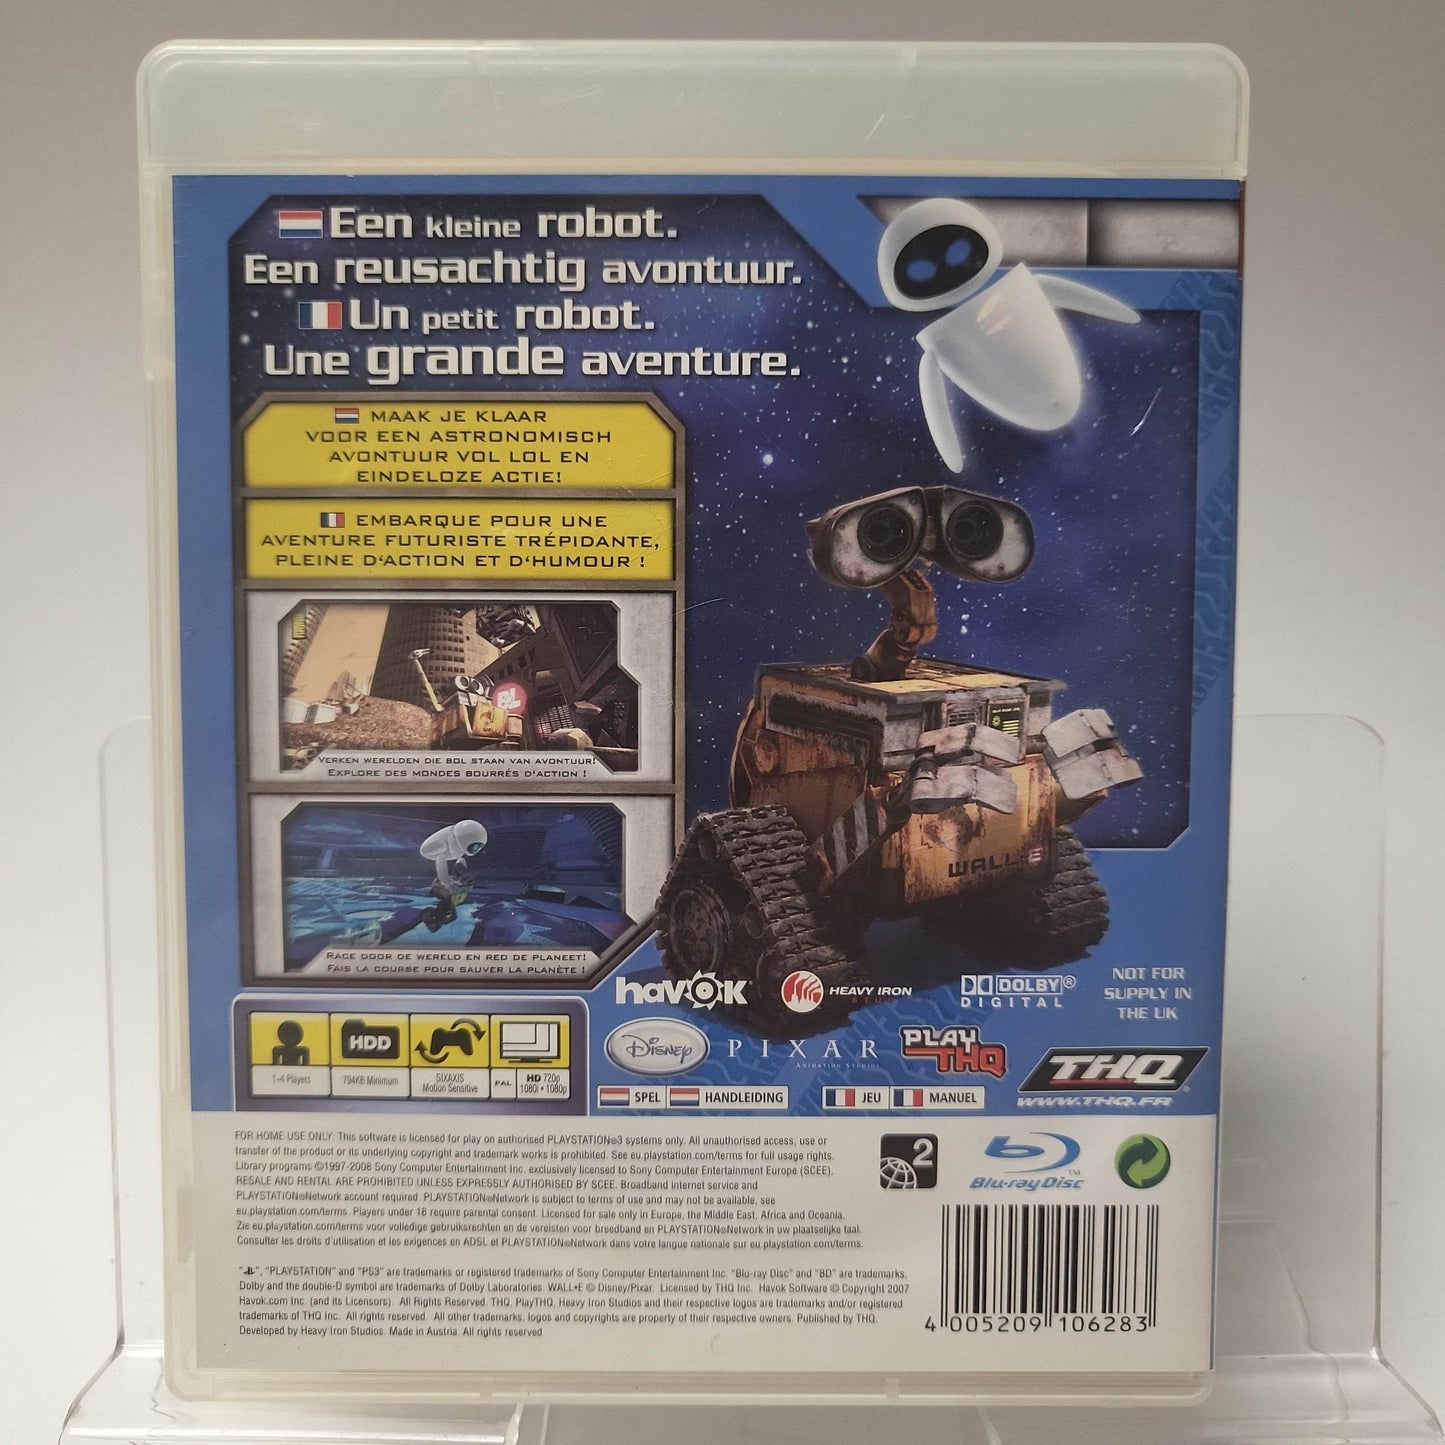 Een kleine robot.
Een reusachtig avontuur.
Un petit robot.
Une grande aventure.
MAAK JE KLAAR
VOOR EEN ASTRONOMISCH
AVONTUUR VOL LOL EN
EINDELOZE ACTIE!
EMBARQUE POUR UNE
AVENTURE FUTURISTE TRÉPIDANTE,
PLEINE D'ACTION ET D'HUMOUR !
BL
VERKEN WERELDEN DIE BOL STAAN VAN AVONTUUR!
EXPLORE DES MONDES BOURRÉS D'ACTION !
RACE DOOR DE WERELD EN RED DE PLANEET!
FAIS LA COURSE POUR SAUVER LA PLANÈTE !
WALL•E
havok
HEAVY IRON
STUDIOS
DOLBY®
DIGITAL
NOT FOR
SUPPLY IN
THE UK
Disney
PIXAR
ANIMATION STUDIOS
PLAY
THQ
THQ®
WWW.THQ.FR
SPEL HANDLEIDING JEU MANUEL
HDD
1-4 Players
794KB Minimum
SIXAXIS
Motion Sensitive
PAL
HD 720p
1080i • 1080p
FOR HOME USE ONLY: This software is licensed for play on authorised PLAYSTATION®3 systems only. All unauthorised access, use or
transfer of the product or its underlying copyright and trademark works is prohibited. See eu.playstation.com/terms for full usage rights.
Library programs ©1997-2008 Sony Computer Entertainment Inc. exclusively licensed to Sony Computer Entertainment Europe (SCEE).
RESALE AND RENTAL ARE PROHIBITED UNLESS EXPRESSLY AUTHORISED BY SCEE. Broadband internet service and
PLAYSTATION®Network account required. PLAYSTATION®Network is subject to terms of use and may not be available, see
eu.playstation.com/terms. Players under 18 require parental consent. Licensed for sale only in Europe, the Middle East, Africa and Oceania.
Zie eu.playstation.com/terms voor volledige gebruiksrechten en de vereisten voor breedband en PLAYSTATION®Network in uw plaatselijke taal.
Consulter les droits d'utilisation et les exigences en ADSL et PLAYSTATION®Network dans votre langue nationale sur eu.playstation.com/terms.
2
Blu-ray Disc™
"", "PLAYSTATION" and "PS3" are trademarks or registered trademarks of Sony Computer Entertainment Inc. "Blu-ray Disc" and "BD" are trademarks.
Dolby and the double-D symbol are trademarks of Dolby Laboratories. WALL•E © Disney/Pixar. Licensed by THQ Inc. Havok Software © Copyright 2007
Havok.com Inc. (and its Licensors). All Rights Reserved. THQ, PlayTHQ, Heavy Iron Studios and their respective logos are trademarks and/or registered
trademarks of THQ Inc. All rights reserved. All other trademarks, logos and copyrights are property of their respective owners. Published by THQ.
Developed by Heavy Iron Studios. Made in Austria. All rights reserved.
4 005209 106283